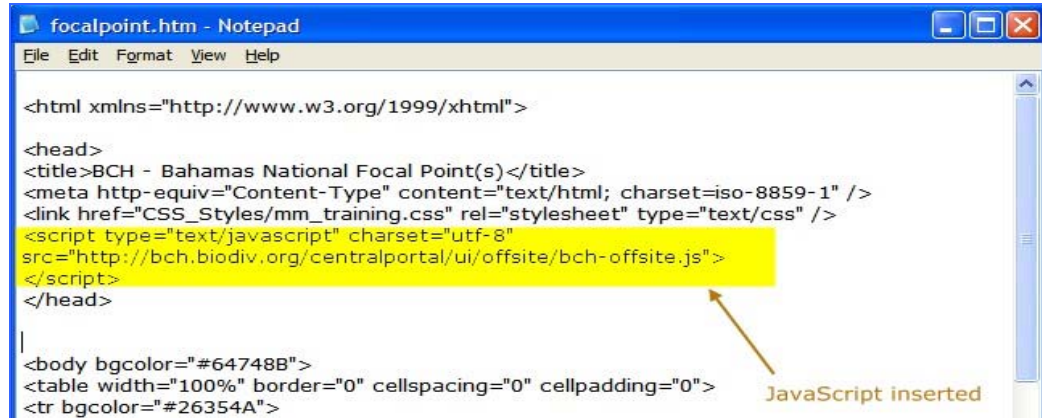 focalpoint.htm - Notepad
File Edit Format View Help
<html xmlns="http://www.w3.org/1999/xhtml">
<head>
<title>BCH - Bahamas National Focal Point(s)</title>
<meta http-equiv="Content-Type" content="text/html; charset=iso-8859-1" />
<link href="CSS_Styles/mm_training.css" rel="stylesheet" type="text/css" />
<script type="text/javascript" charset="utf-8"
src="http://bch.biodiv.org/centralportal/ui/offsite/bch-offsite.js">
</script>
</head>
<body bgcolor="#64748B">
<table width="100%" border="0" cellspacing="0" cellpadding="0">
<tr bgcolor="#26354A">
JavaScript inserted